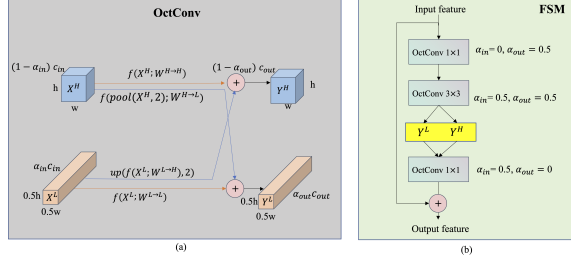 OctConv
(1 − α_in) c_in
h
X^H
w
f(X^H; W^{H→H})
f(pool(X^H, 2); W^{H→L})
(1 − α_out) c_out
+
Y^H
h
w
α_in c_in
0.5h
X^L
0.5w
up(f(X^L; W^{L→H}), 2)
f(X^L; W^{L→L})
+
0.5h
Y^L
0.5w
α_out c_out
(a)
Input feature
FSM
OctConv 1×1
α_in= 0, α_out = 0.5
OctConv 3×3
α_in= 0.5, α_out = 0.5
Y^L Y^H
OctConv 1×1
α_in= 0.5, α_out = 0
+
Output feature
(b)